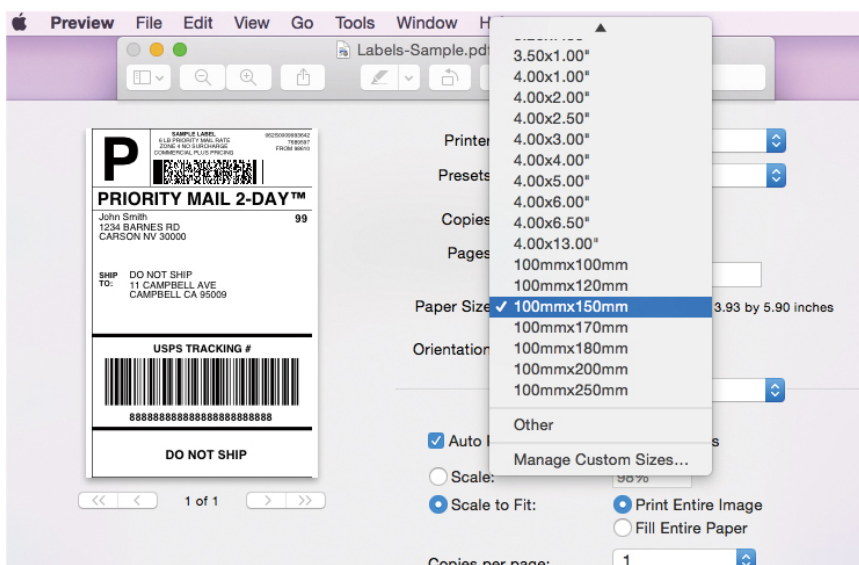 Preview File Edit View Go Tools Window H
Labels-Sample.pd
3.50x1.00"
4.00x1.00"
4.00x2.00"
4.00x2.50"
4.00x3.00"
4.00x4.00"
4.00x5.00"
4.00x6.00"
4.00x6.50"
4.00x13.00"
100mmx100mm
100mmx120mm
✓ 100mmx150mm
100mmx170mm
100mmx180mm
100mmx200mm
100mmx250mm
Other
Manage Custom Sizes...
P
SAMPLE LABEL
6 LB PRIORITY MAIL RATE
ZONE 4 NO SURCHARGE
COMMERCIAL PLUS PRICING
FROM 98610
PRIORITY MAIL 2-DAY™
John Smith 99
1234 BARNES RD
CARSON NV 30000
SHIP TO: DO NOT SHIP
11 CAMPBELL AVE
CAMPBELL CA 95009
USPS TRACKING #
DO NOT SHIP
<< < 1 of 1 > >>
Printer
Presets
Copies
Pages
Paper Size 3.93 by 5.90 inches
Orientation
Auto s
Scale: 98%
Scale to Fit: Print Entire Image
Fill Entire Paper
Copies per page: 1